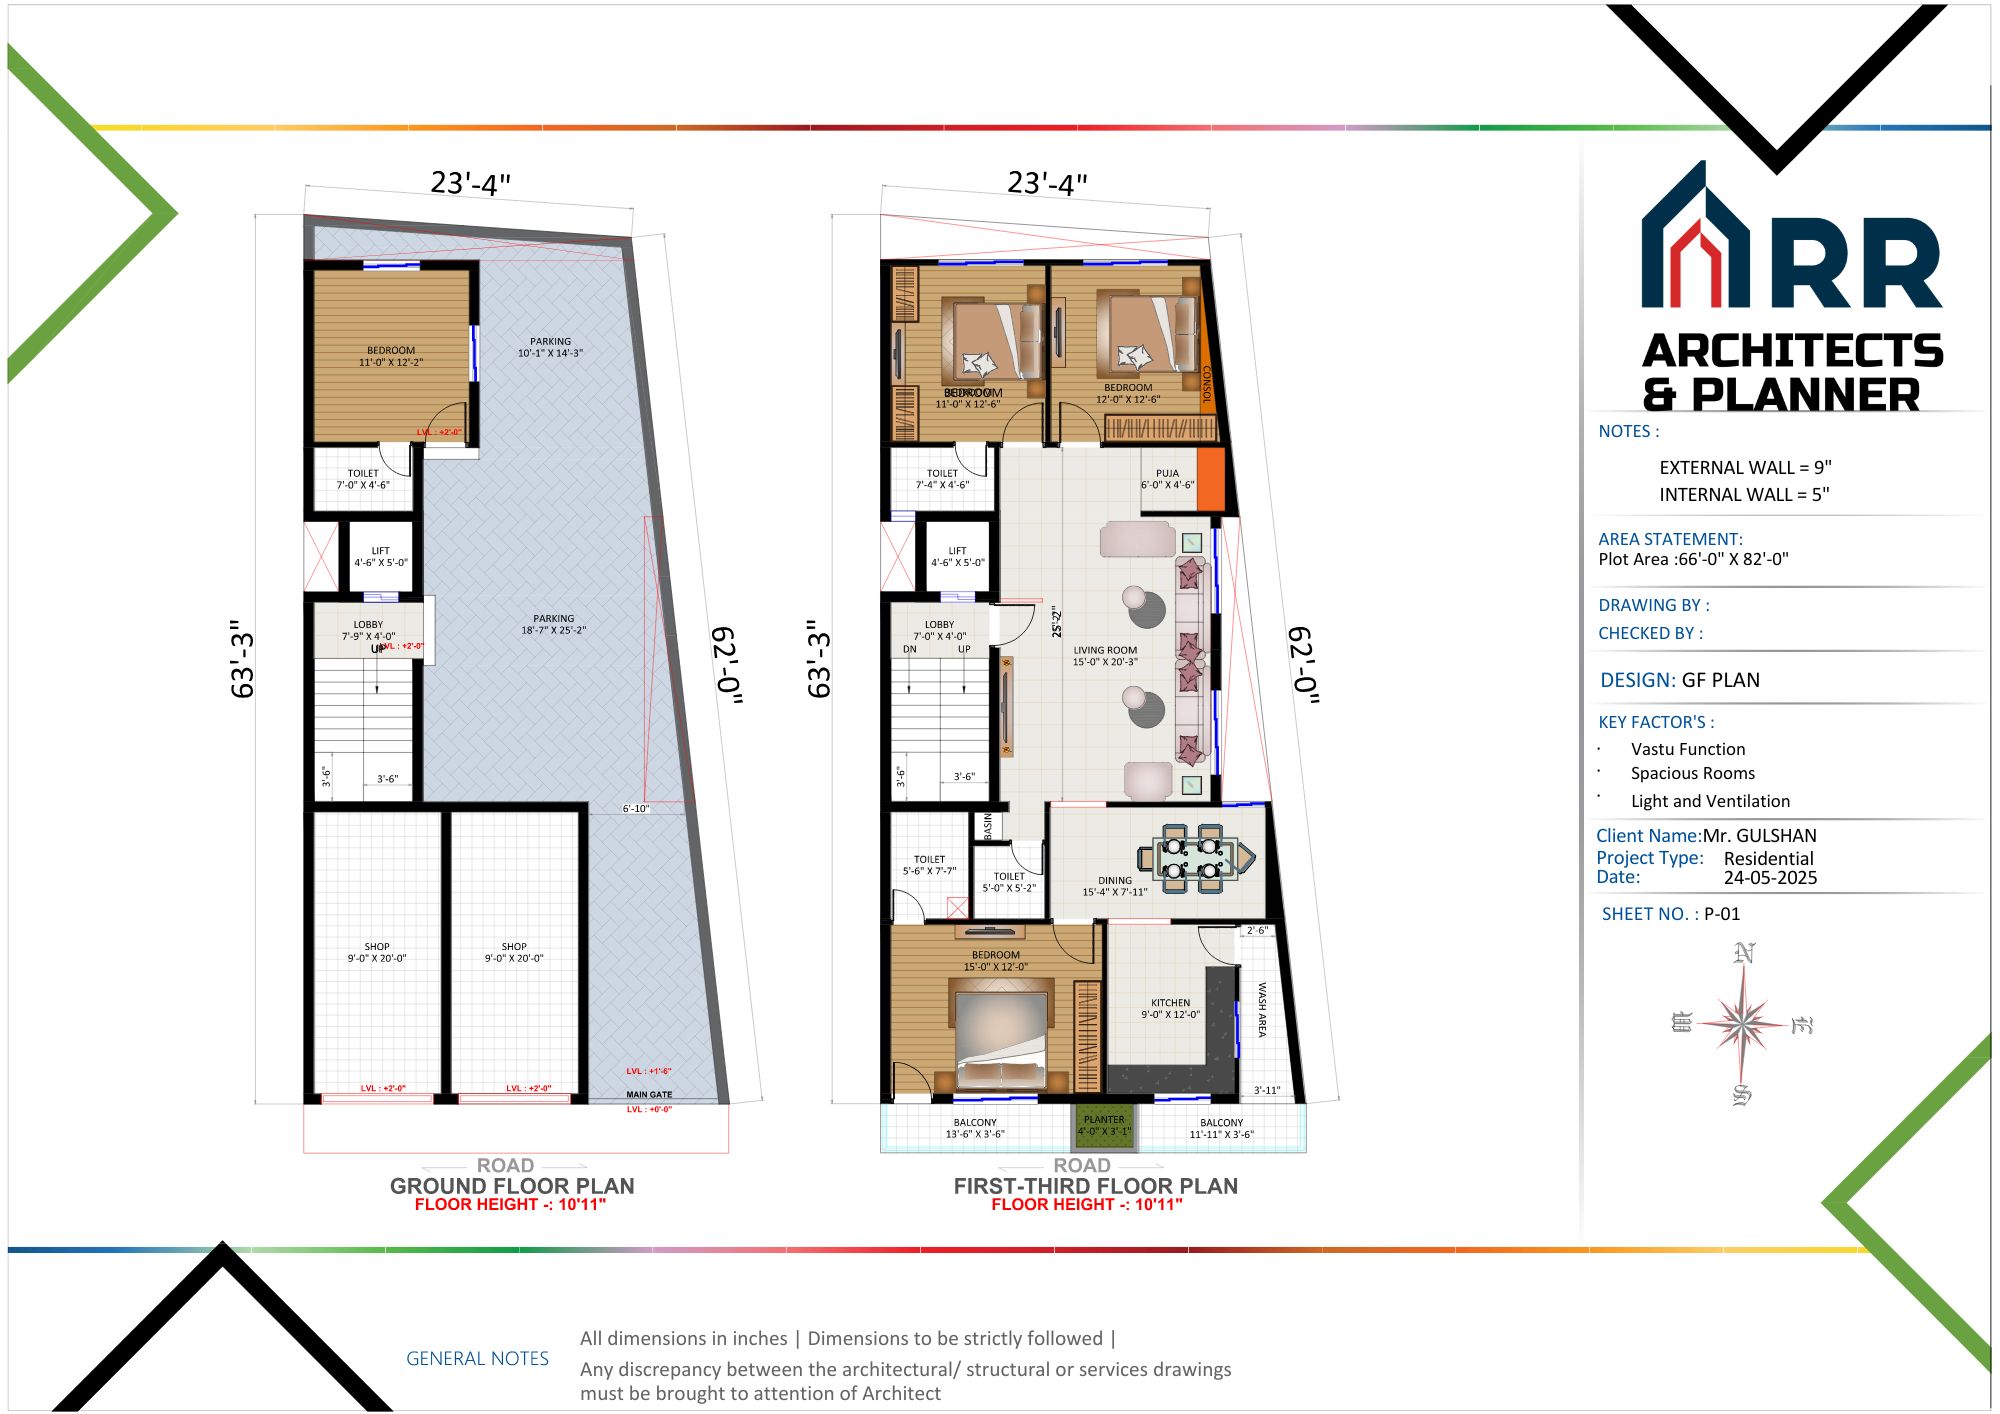 23'-4"
63'-3"
62'-0"
BEDROOM
11'-0" X 12'-2"
LVL : +2'-0"
PARKING
10'-1" X 14'-3"
TOILET
7'-0" X 4'-6"
LIFT
4'-6" X 5'-0"
LOBBY
7'-9" X 4'-0"
LVL : +2'-0"
UP
PARKING
18'-7" X 25'-2"
3'-6"
3'-6"
6'-10"
SHOP
9'-0" X 20'-0"
SHOP
9'-0" X 20'-0"
LVL : +2'-0"
LVL : +2'-0"
LVL : +1'-6"
MAIN GATE
LVL : +0'-0"
ROAD
GROUND FLOOR PLAN
FLOOR HEIGHT -: 10'11"
23'-4"
63'-3"
62'-0"
BEDROOM
11'-0" X 12'-6"
BEDROOM
12'-0" X 12'-6"
CONSOL
TOILET
7'-4" X 4'-6"
PUJA
6'-0" X 4'-6"
LIFT
4'-6" X 5'-0"
LOBBY
7'-0" X 4'-0"
DN
UP
25'-2"
LIVING ROOM
15'-0" X 20'-3"
3'-6"
3'-6"
BASIN
TOILET
5'-6" X 7'-7"
TOILET
5'-0" X 5'-2"
DINING
15'-4" X 7'-11"
BEDROOM
15'-0" X 12'-0"
KITCHEN
9'-0" X 12'-0"
2'-6"
WASH AREA
3'-11"
BALCONY
13'-6" X 3'-6"
PLANTER
4'-0" X 3'-1"
BALCONY
11'-11" X 3'-6"
ROAD
FIRST-THIRD FLOOR PLAN
FLOOR HEIGHT -: 10'11"
RR
ARCHITECTS
& PLANNER
NOTES :
EXTERNAL WALL = 9"
INTERNAL WALL = 5"
AREA STATEMENT:
Plot Area :66'-0" X 82'-0"
DRAWING BY :
CHECKED BY :
DESIGN: GF PLAN
KEY FACTOR'S :
· Vastu Function
· Spacious Rooms
· Light and Ventilation
Client Name:Mr. GULSHAN
Project Type: Residential
Date: 24-05-2025
SHEET NO. : P-01
N
W
E
S
GENERAL NOTES
All dimensions in inches | Dimensions to be strictly followed |
Any discrepancy between the architectural/ structural or services drawings
must be brought to attention of Architect